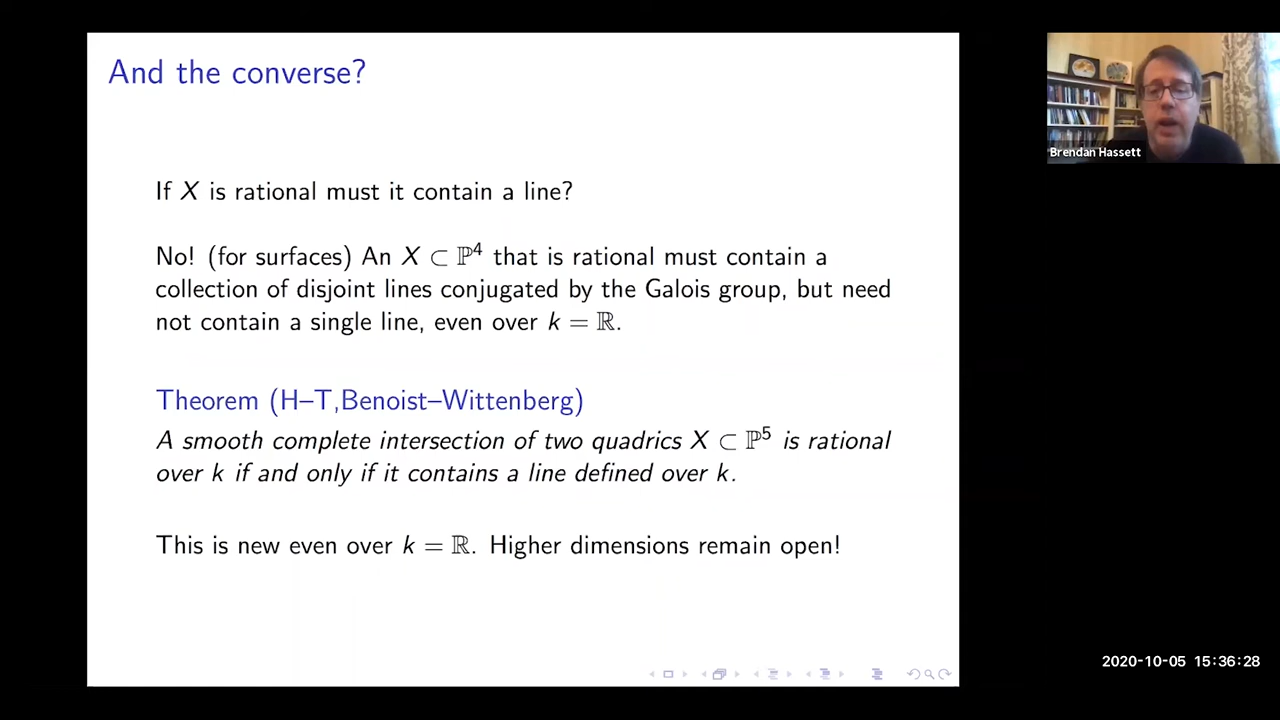 And the converse?
If X is rational must it contain a line?
No! (for surfaces) An X ⊂ ℙ⁴ that is rational must contain a
collection of disjoint lines conjugated by the Galois group, but need
not contain a single line, even over k = ℝ.
Theorem (H–T,Benoist–Wittenberg)
A smooth complete intersection of two quadrics X ⊂ ℙ⁵ is rational
over k if and only if it contains a line defined over k.
This is new even over k = ℝ. Higher dimensions remain open!
Brendan Hassett
2020-10-05 15:36:28